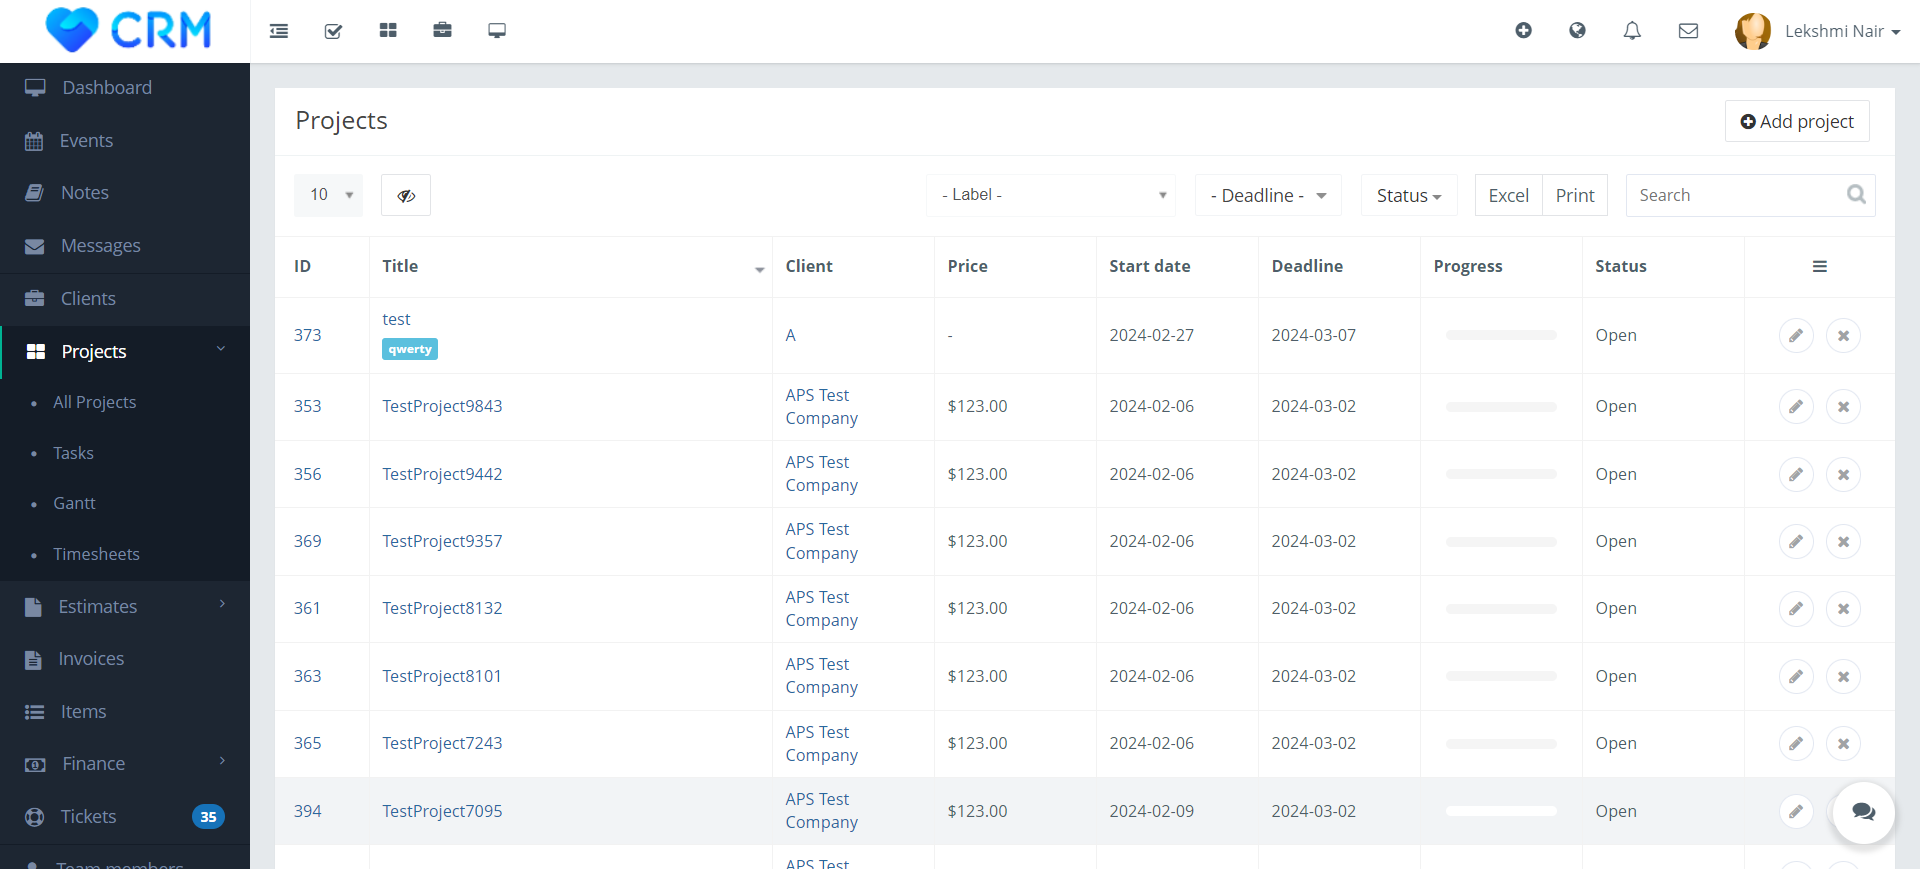 CRM
Lekshmi Nair
Dashboard
Events
Notes
Messages
Clients
Projects
All Projects
Tasks
Gantt
Timesheets
Estimates
Invoices
Items
Finance
Tickets 35
Team members
Projects
Add project
10
- Label -
- Deadline -
Status
Excel
Print
Search
ID Title Client Price Start date Deadline Progress Status
373 test A - 2024-02-27 2024-03-07 Open
qwerty
353 TestProject9843 APS Test $123.00 2024-02-06 2024-03-02 Open
Company
356 TestProject9442 APS Test $123.00 2024-02-06 2024-03-02 Open
Company
369 TestProject9357 APS Test $123.00 2024-02-06 2024-03-02 Open
Company
361 TestProject8132 APS Test $123.00 2024-02-06 2024-03-02 Open
Company
363 TestProject8101 APS Test $123.00 2024-02-06 2024-03-02 Open
Company
365 TestProject7243 APS Test $123.00 2024-02-06 2024-03-02 Open
Company
394 TestProject7095 APS Test $123.00 2024-02-09 2024-03-02 Open
Company
APS Test